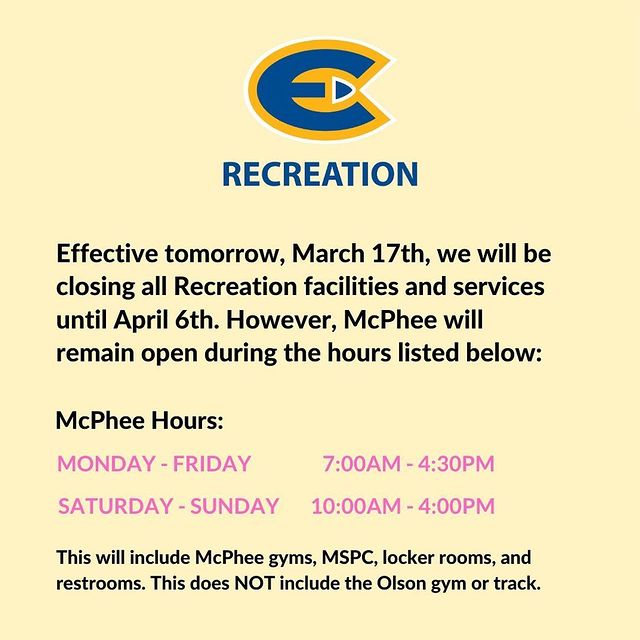 EC
RECREATION
Effective tomorrow, March 17th, we will be
closing all Recreation facilities and services
until April 6th. However, McPhee will
remain open during the hours listed below:
McPhee Hours:
MONDAY - FRIDAY 7:00AM - 4:30PM
SATURDAY - SUNDAY 10:00AM - 4:00PM
This will include McPhee gyms, MSPC, locker rooms, and
restrooms. This does NOT include the Olson gym or track.